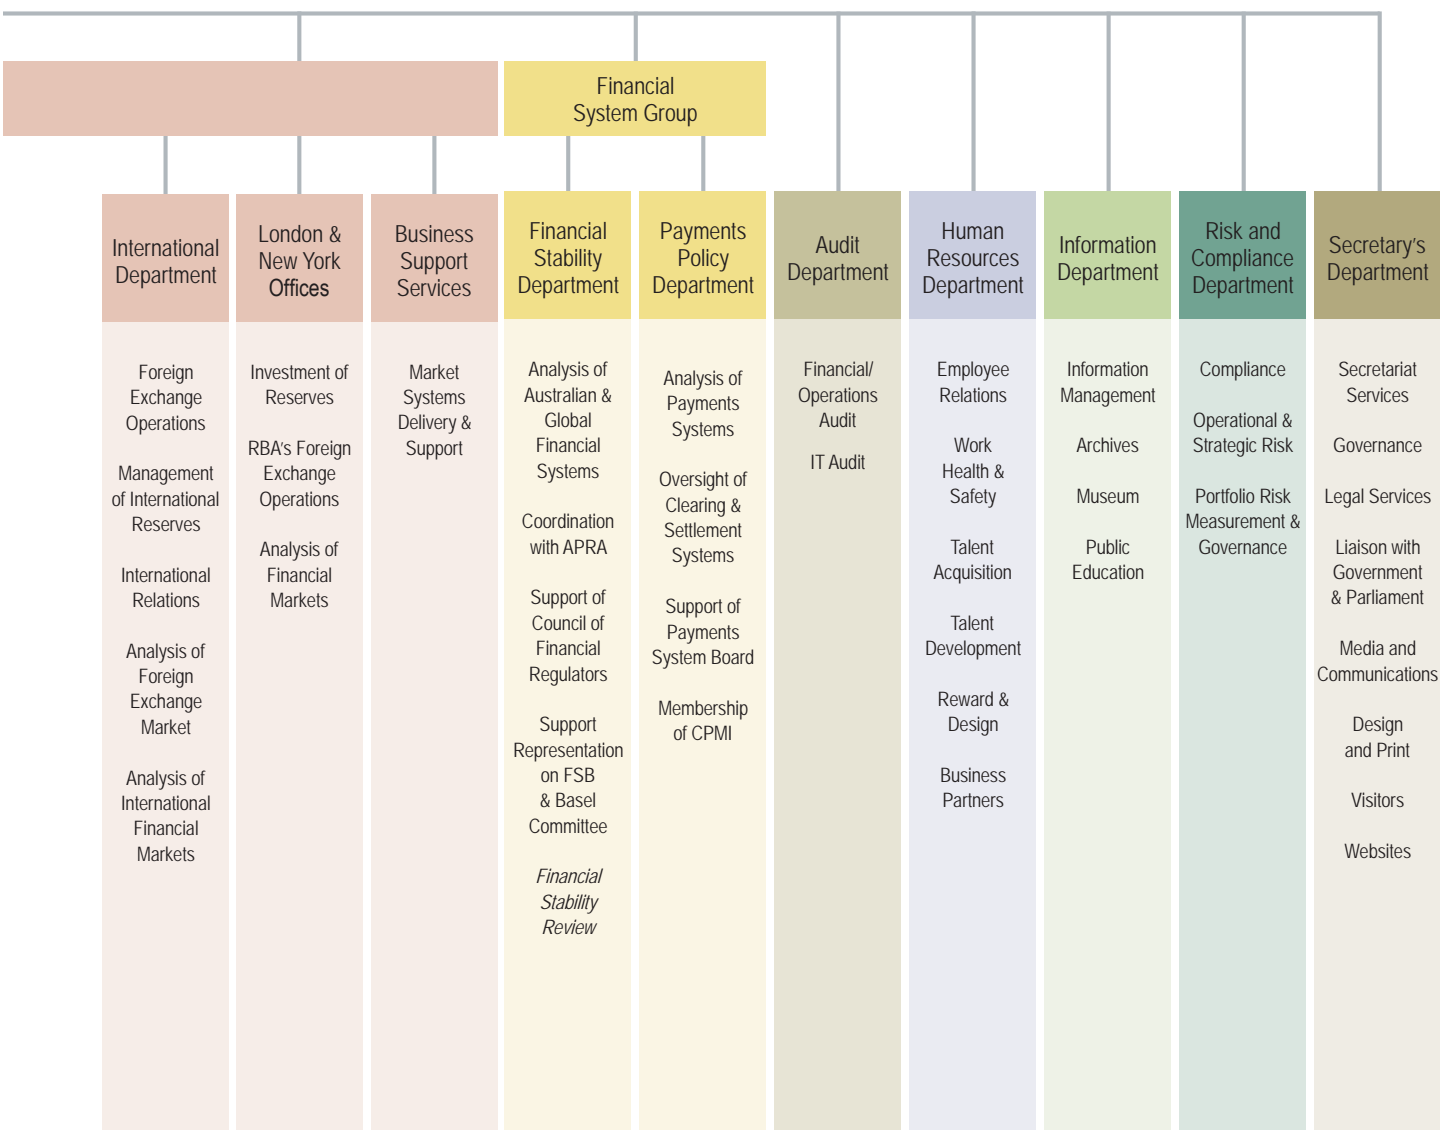 Financial
System Group
International
Department
London &
New York
Offices
Business
Support
Services
Financial
Stability
Department
Payments
Policy
Department
Audit
Department
Human
Resources
Department
Information
Department
Risk and
Compliance
Department
Secretary's
Department
Foreign
Exchange
Operations
Management
of International
Reserves
International
Relations
Analysis of
Foreign
Exchange
Market
Analysis of
International
Financial
Markets
Investment of
Reserves
RBA's Foreign
Exchange
Operations
Analysis of
Financial
Markets
Market
Systems
Delivery &
Support
Analysis of
Australian &
Global
Financial
Systems
Coordination
with APRA
Support of
Council of
Financial
Regulators
Support
Representation
on FSB
& Basel
Committee
Financial
Stability
Review
Analysis of
Payments
Systems
Oversight of
Clearing &
Settlement
Systems
Support of
Payments
System Board
Membership
of CPMI
Financial/
Operations
Audit
IT Audit
Employee
Relations
Work
Health &
Safety
Talent
Acquisition
Talent
Development
Reward &
Design
Business
Partners
Information
Management
Archives
Museum
Public
Education
Compliance
Operational &
Strategic Risk
Portfolio Risk
Measurement &
Governance
Secretariat
Services
Governance
Legal Services
Liaison with
Government
& Parliament
Media and
Communications
Design
and Print
Visitors
Websites